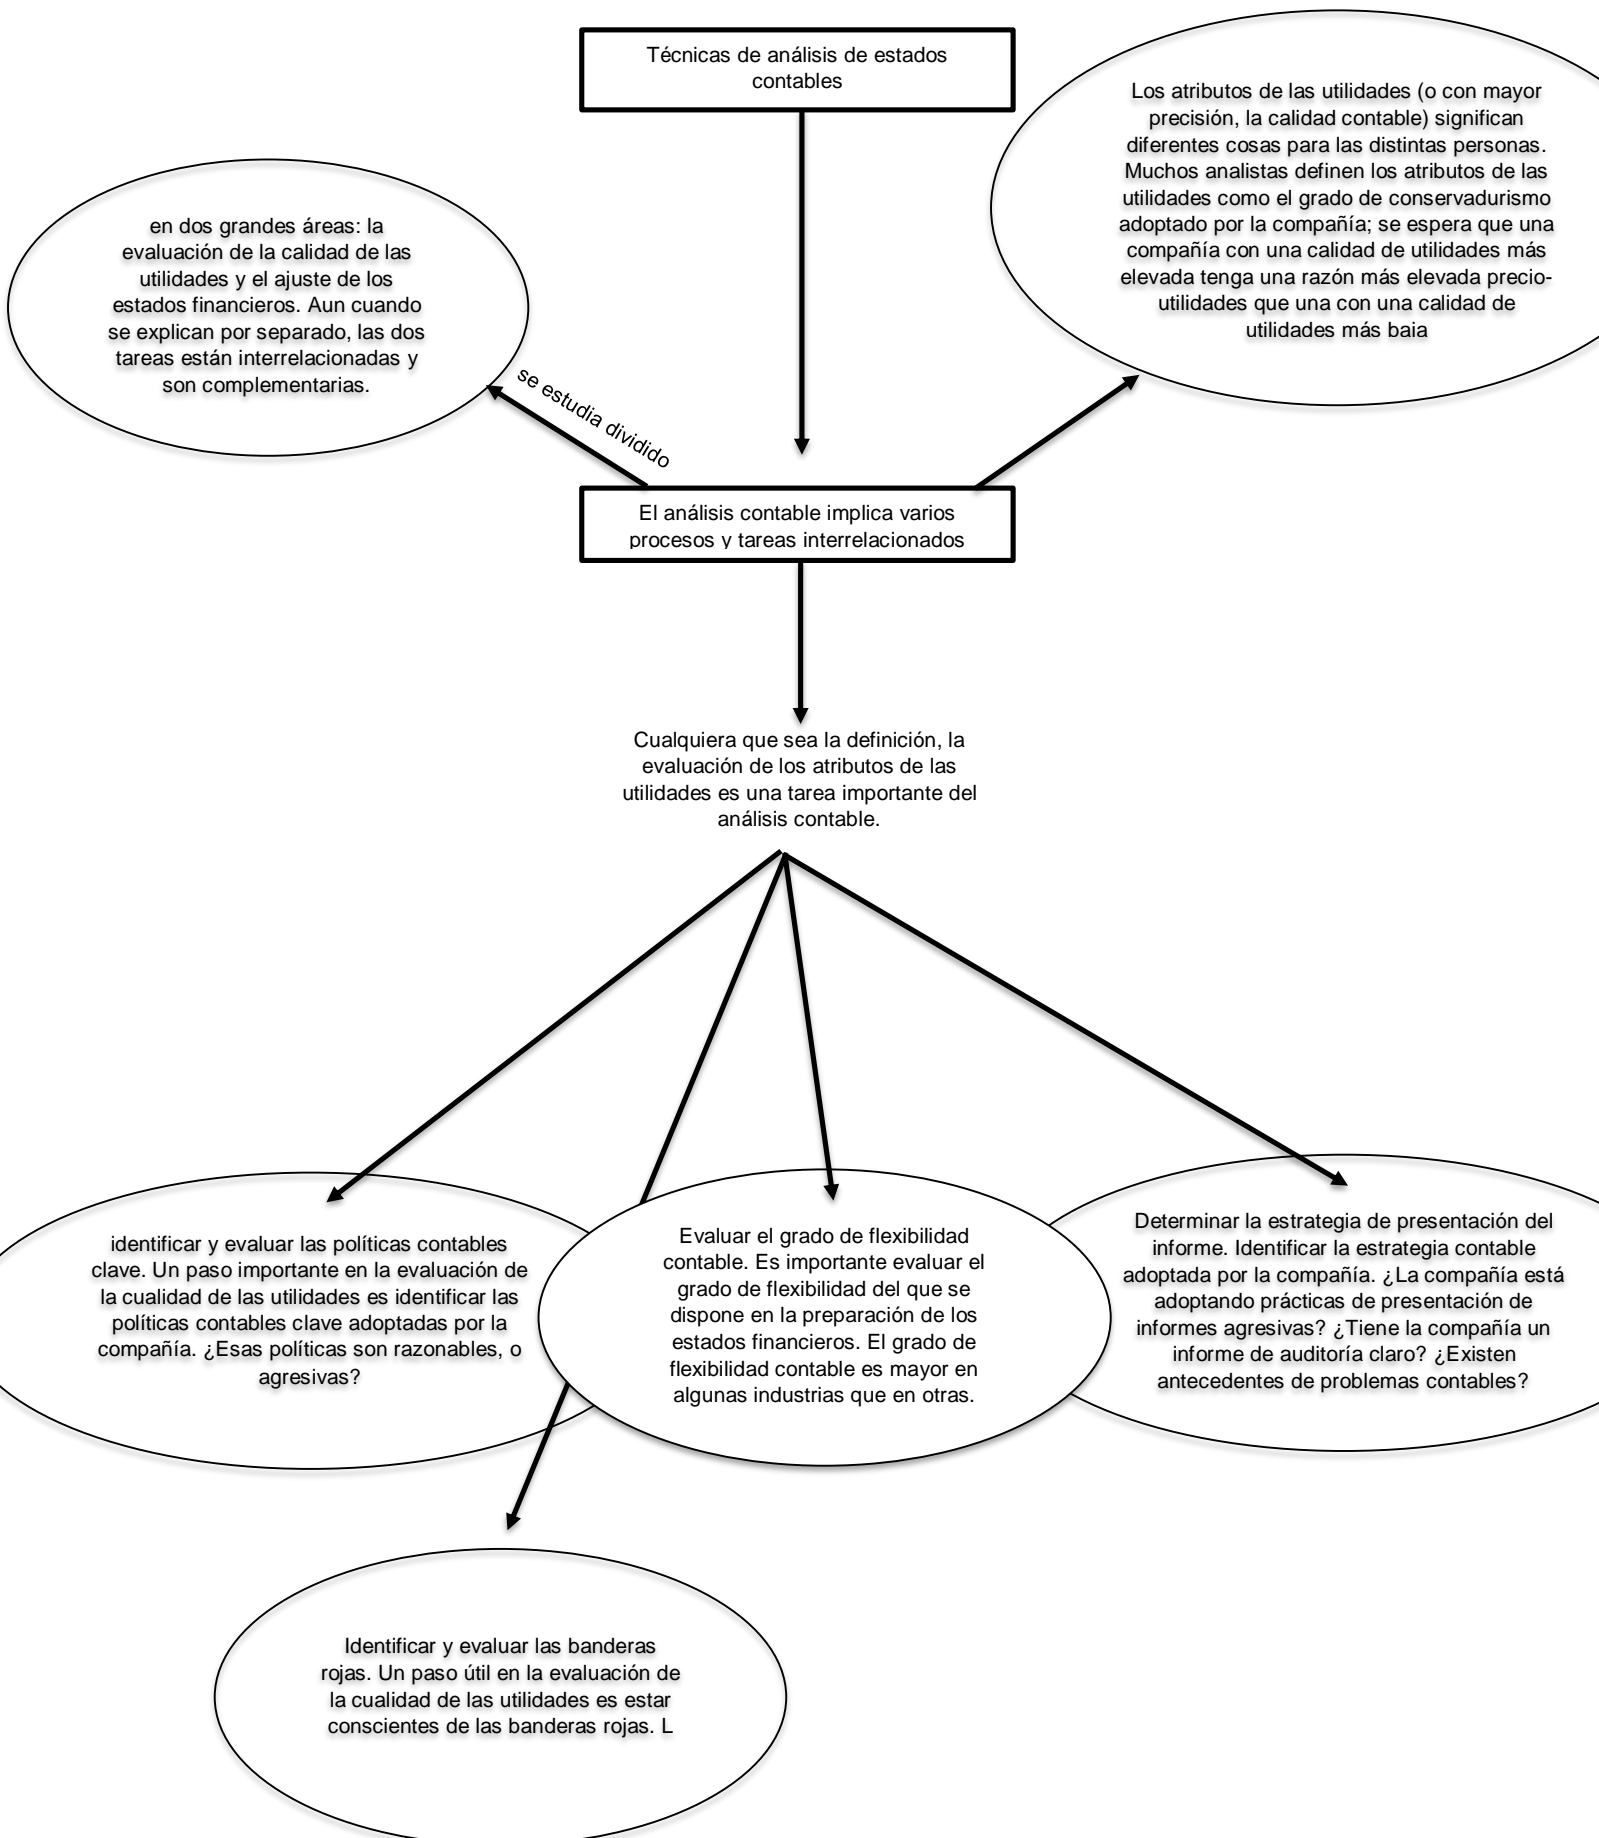 Técnicas de análisis de estados
contables
Los atributos de las utilidades (o con mayor
precisión, la calidad contable) significan
diferentes cosas para las distintas personas.
Muchos analistas definen los atributos de las
utilidades como el grado de conservadurismo
adoptado por la compañía; se espera que una
compañía con una calidad de utilidades más
elevada tenga una razón más elevada precio-
utilidades que una con una calidad de
utilidades más baja
en dos grandes áreas: la
evaluación de la calidad de las
utilidades y el ajuste de los
estados financieros. Aun cuando
se explican por separado, las dos
tareas están interrelacionadas y
son complementarias.
se estudia dividido
El análisis contable implica varios
procesos y tareas interrelacionados
Cualquiera que sea la definición, la
evaluación de los atributos de las
utilidades es una tarea importante del
análisis contable.
identificar y evaluar las políticas contables
clave. Un paso importante en la evaluación de
la cualidad de las utilidades es identificar las
políticas contables clave adoptadas por la
compañía. ¿Esas políticas son razonables, o
agresivas?
Evaluar el grado de flexibilidad
contable. Es importante evaluar el
grado de flexibilidad del que se
dispone en la preparación de los
estados financieros. El grado de
flexibilidad contable es mayor en
algunas industrias que en otras.
Determinar la estrategia de presentación del
informe. Identificar la estrategia contable
adoptada por la compañía. ¿La compañía está
adoptando prácticas de presentación de
informes agresivas? ¿Tiene la compañía un
informe de auditoría claro? ¿Existen
antecedentes de problemas contables?
Identificar y evaluar las banderas
rojas. Un paso útil en la evaluación de
la cualidad de las utilidades es estar
conscientes de las banderas rojas. L